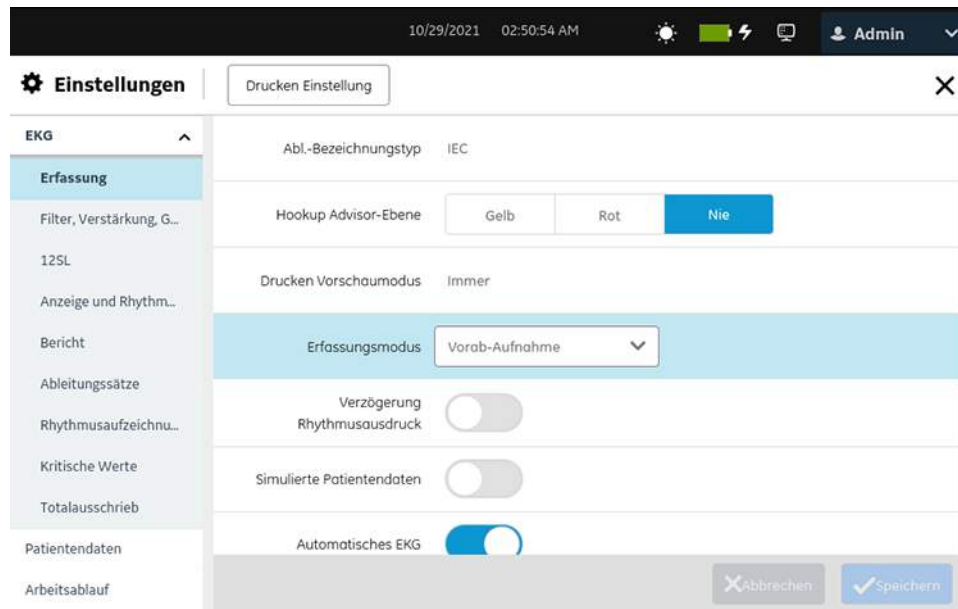 10/29/2021 02:50:54 AM Admin
Einstellungen Drucken Einstellung
EKG
Erfassung
Filter, Verstärkung, G...
12SL
Anzeige und Rhythm...
Bericht
Ableitungssätze
Rhythmusaufzeichnu...
Kritische Werte
Totalausschrieb
Patientendaten
Arbeitsablauf
Abl.-Bezeichnungstyp IEC
Hookup Advisor-Ebene Gelb Rot Nie
Drucken Vorschaumodus Immer
Erfassungsmodus Vorab-Aufnahme
Verzögerung
Rhythmusausdruck
Simulierte Patientendaten
Automatisches EKG
Abbrechen Speichern